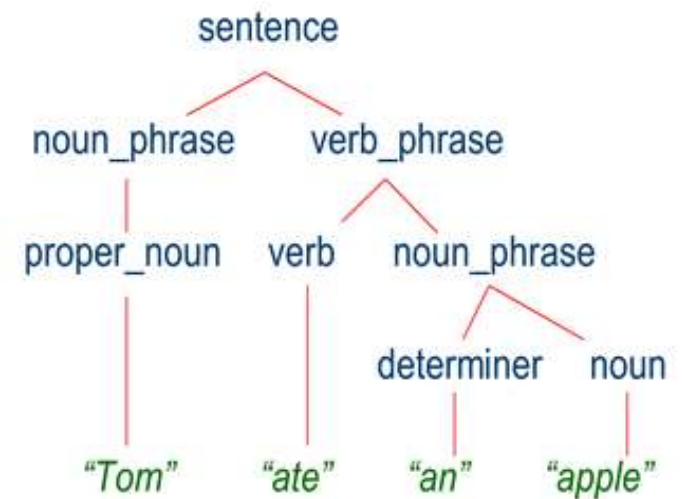 sentence
noun_phrase verb_phrase
proper_noun verb noun_phrase
determiner noun
“Tom” “ate” “an” “apple”